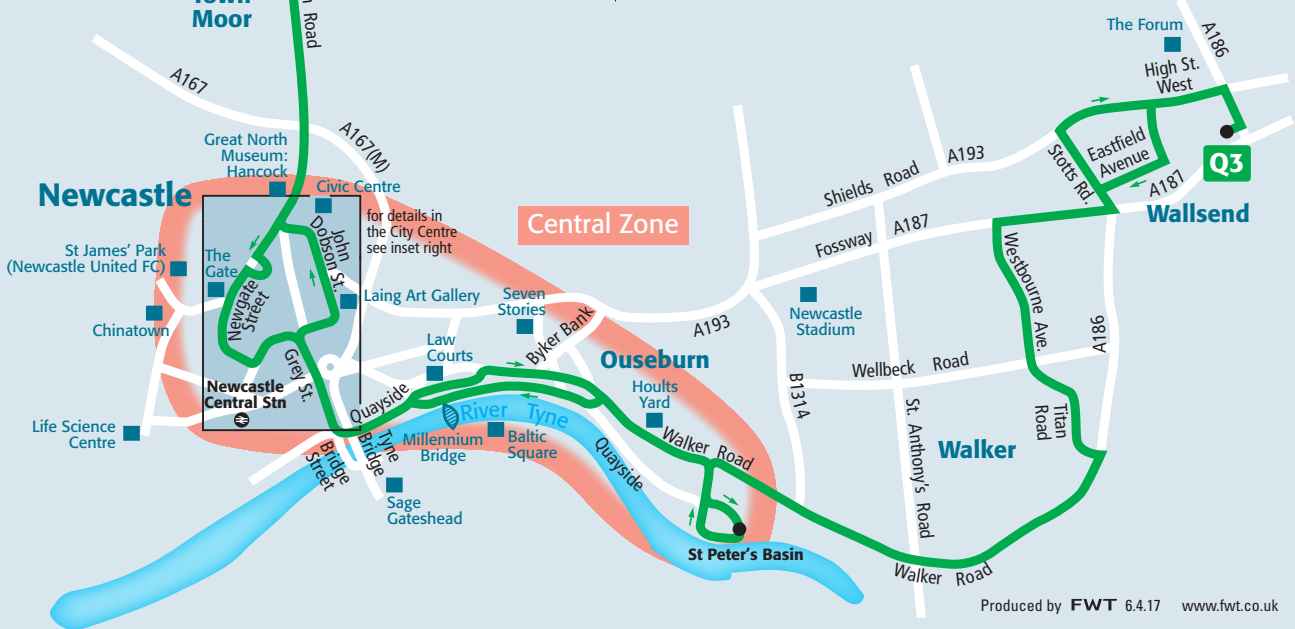 Town
Moor
Road
A167
A167(M)
The Forum
A186
High St.
West
Great North
Museum:
Hancock
Newcastle
Civic Centre
for details in
the City Centre
see inset right
Central Zone
Shields Road
A193
Stotts Rd.
Eastfield
Avenue
A187
Q3
Wallsend
St James' Park
(Newcastle United FC)
The
Gate
John
Dobson St.
Fossway
A187
Newgate
Street
Laing Art Gallery
Seven
Stories
Newcastle
Stadium
Westbourne Ave.
A186
Chinatown
Law
Courts
Byker Bank
A193
Ouseburn
Grey St.
Newcastle
Central Stn
Quayside
Hoults
Yard
B1314
Wellbeck Road
Life Science
Centre
River Tyne
Millennium
Bridge
Baltic
Square
Quayside
Walker Road
St. Anthony's Road
Walker
Titan
Road
Bridge
Street
Tyne
Bridge
Sage
Gateshead
St Peter's Basin
Walker Road
Produced by FWT 6.4.17 www.fwt.co.uk